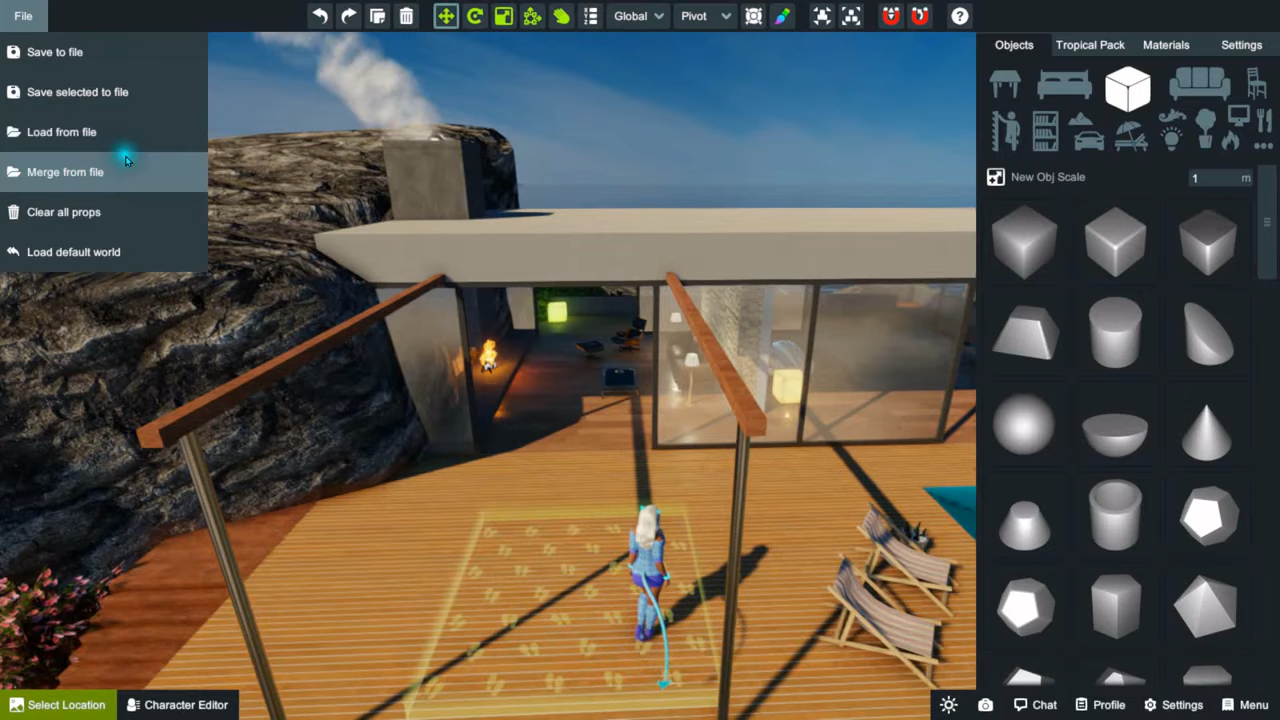 File
Global
Pivot
?
Save to file
Save selected to file
Load from file
Merge from file
Clear all props
Load default world
Objects
Tropical Pack
Materials
Settings
New Obj Scale
1 m
Select Location
Character Editor
Chat
Profile
Settings
Menu